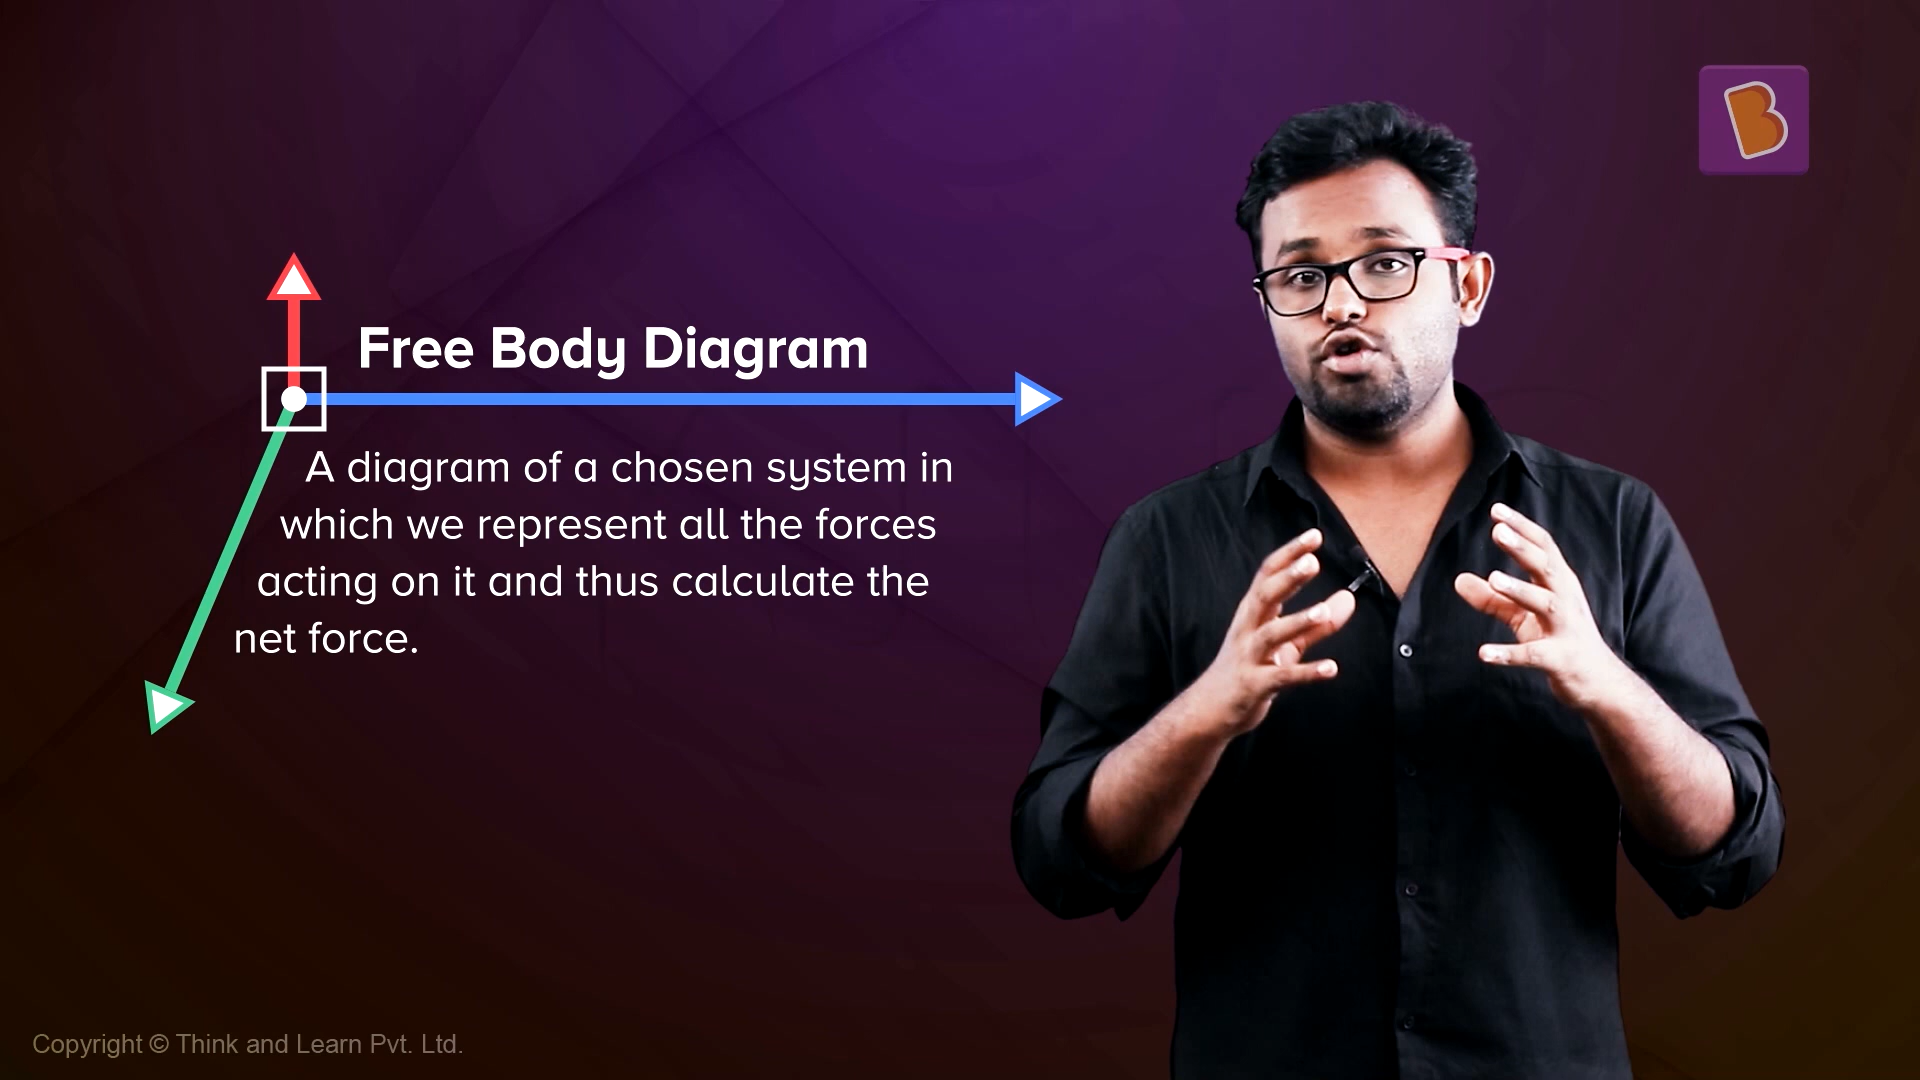 B
Free Body Diagram
A diagram of a chosen system in
which we represent all the forces
acting on it and thus calculate the
net force.
Copyright © Think and Learn Pvt. Ltd.